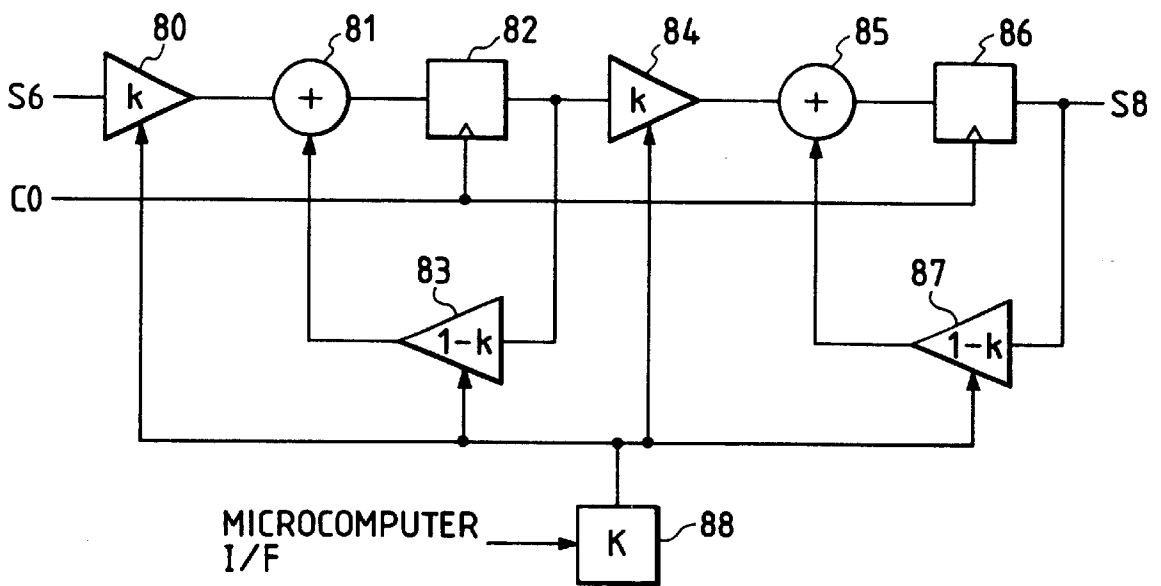 80
81
82
84
85
86
S6
k
+
k
+
S8
C0
83
87
1-k
1-k
MICROCOMPUTER
I/F
K
88